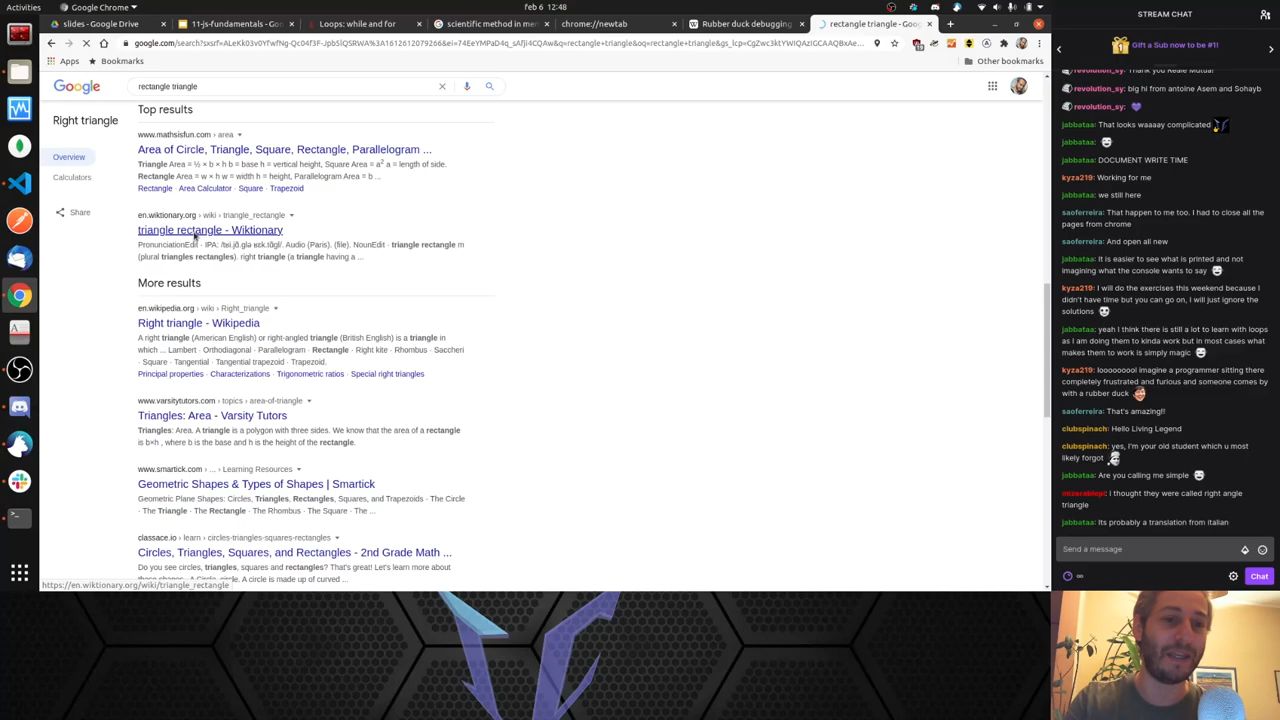 Activities
Google Chrome
feb 6 12:48
slides - Google Drive
11-js-fundamentals - Goo
Loops: while and for
scientific method in mem
chrome://newtab
Rubber duck debugging
rectangle triangle - Goog
Apps
Bookmarks
Other bookmarks
Google
rectangle triangle
Right triangle
Overview
Calculators
Share
Top results
www.mathsisfun.com › area
Area of Circle, Triangle, Square, Rectangle, Parallelogram ...
Triangle Area = ½ × b × h b = base h = vertical height, Square Area = a² a = length of side.
Rectangle Area = w × h w = width h = height, Parallelogram Area = b ...
Rectangle · Area Calculator · Square · Trapezoid
en.wiktionary.org › wiki › triangle_rectangle
triangle rectangle - Wiktionary
(plural triangles rectangles). right triangle (a triangle having a ...
More results
en.wikipedia.org › wiki › Right_triangle
Right triangle - Wikipedia
A right triangle (American English) or right-angled triangle (British English) is a triangle in
which ... Lambert · Orthodiagonal · Parallelogram · Rectangle · Right kite · Rhombus · Saccheri
· Square · Tangential · Tangential trapezoid · Trapezoid.
Principal properties · Characterizations · Trigonometric ratios · Special right triangles
www.varsitytutors.com › topics › area-of-triangle
Triangles: Area - Varsity Tutors
Triangles: Area. A triangle is a polygon with three sides. We know that the area of a rectangle
is b×h , where b is the base and h is the height of the rectangle.
www.smartick.com › ... › Learning Resources
Geometric Shapes & Types of Shapes | Smartick
Geometric Plane Shapes: Circles, Triangles, Rectangles, Squares, and Trapezoids · The Circle
· The Triangle · The Rectangle · The Rhombus · The Square · The ...
classace.io › learn › circles-triangles-squares-rectangles
Circles, Triangles, Squares, and Rectangles - 2nd Grade Math ...
Do you see circles, triangles, squares and rectangles? That's great! Let's learn more about
https://en.wiktionary.org/wiki/triangle_rectangle
STREAM CHAT
Gift a Sub now to be #1!
revolution_sy: Thank you Reale Mutua!
revolution_sy: big hi from antoine Asem and Sohayb
revolution_sy:
jabbataa: That looks waaaay complicated
jabbataa:
jabbataa: DOCUMENT WRITE TIME
kyza219: Working for me
jabbataa: we still here
saoferreira: That happen to me too. I had to close all the
pages from chrome
saoferreira: And open all new
jabbataa: It is easier to see what is printed and not
imagining what the console wants to say
kyza219: I will do the exercises this weekend because I
didn't have time but you can go on, I will just ignore the
solutions
jabbataa: yeah I think there is still a lot to learn with loops
as I am doing them to kinda work but in most cases what
makes them to work is simply magic
kyza219: looooooool imagine a programmer sitting there
completely frustrated and furious and someone comes by
with a rubber duck
saoferreira: That's amazing!!
clubspinach: Hello Living Legend
clubspinach: yes, I'm your old student which u most
likely forgot
jabbataa: Are you calling me simple
I thought they were called right angle
triangle
jabbataa: Its probably a translation from italian
Send a message
Chat